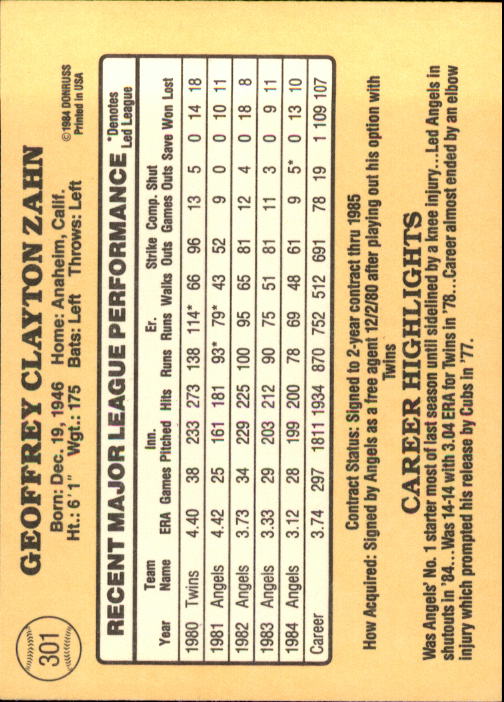 301
GEOFFREY CLAYTON ZAHN
Born: Dec. 19, 1946 Home: Anaheim, Calif.
Ht.: 6'1" Wgt.: 175 Bats: Left Throws: Left
©1984 DONRUSS
Printed in USA
RECENT MAJOR LEAGUE PERFORMANCE *Denotes Led League
Team Inn. Er. Strike Comp. Shut
Year Name ERA Games Pitched Hits Runs Runs Walks Outs Games Outs Save Won Lost
1980 Twins 4.40 38 233 273 138 114* 66 96 13 5 0 14 18
1981 Angels 4.42 25 161 181 93* 79* 43 52 9 0 0 10 11
1982 Angels 3.73 34 229 225 100 95 65 81 12 4 0 18 8
1983 Angels 3.33 29 203 212 90 75 51 81 11 3 0 9 11
1984 Angels 3.12 28 199 200 78 69 48 61 9 5* 0 13 10
Career 3.74 297 1811 1934 870 752 512 691 78 19 1 109 107
Contract Status: Signed to 2-year contract thru 1985
How Acquired: Signed by Angels as a free agent 12/2/80 after playing out his option with
Twins
CAREER HIGHLIGHTS
Was Angels' No. 1 starter most of last season until sidelined by a knee injury...Led Angels in
shutouts in '84...Was 14-14 with 3.04 ERA for Twins in '78...Career almost ended by an elbow
injury which prompted his release by Cubs in '77.